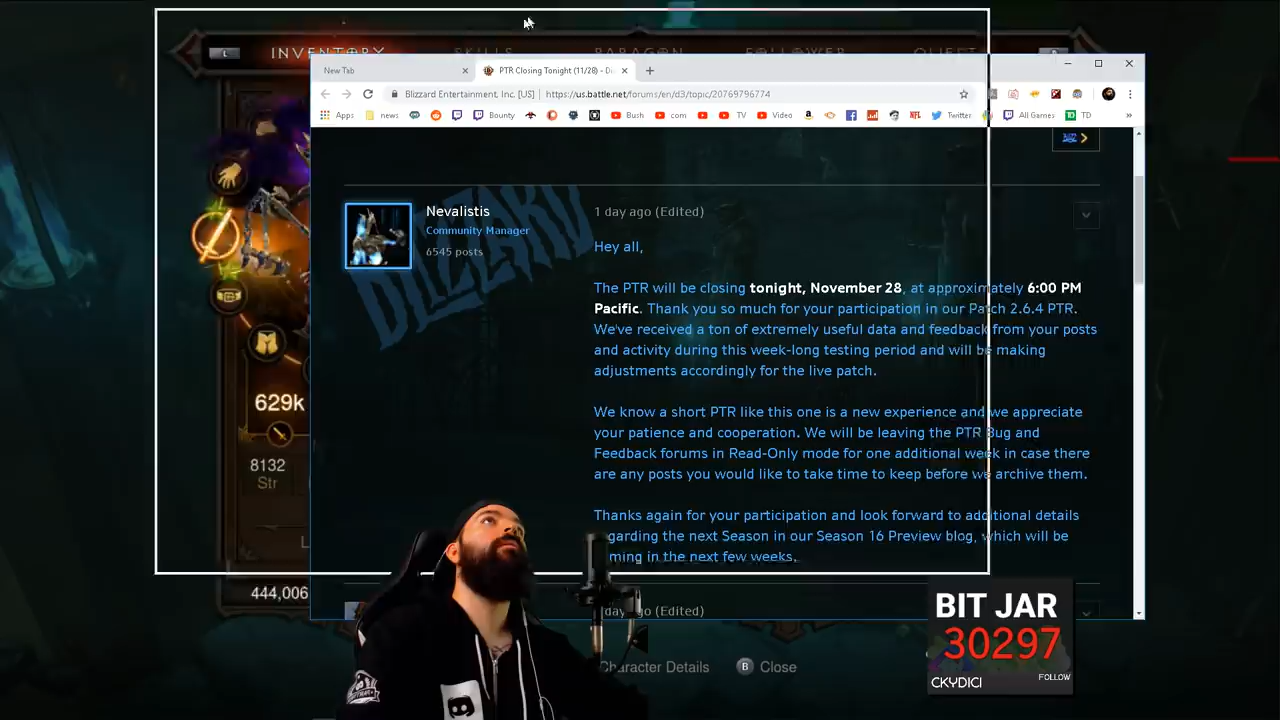 L INVENTORY SKILLS PARAGON FOLLOWER
New Tab
PTR Closing Tonight (11/28) - Di
Blizzard Entertainment, Inc. [US] | https://us.battle.net/forums/en/d3/topic/20769796774
Apps news Bounty Bush com TV Video NFL Twitter All Games TD TD »
BLIZZARD
Nevalistis
Community Manager
6545 posts
1 day ago (Edited)
Hey all,
The PTR will be closing tonight, November 28, at approximately 6:00 PM
Pacific. Thank you so much for your participation in our Patch 2.6.4 PTR.
We've received a ton of extremely useful data and feedback from your posts
and activity during this week-long testing period and will be making
adjustments accordingly for the live patch.
We know a short PTR like this one is a new experience and we appreciate
your patience and cooperation. We will be leaving the PTR Bug and
Feedback forums in Read-Only mode for one additional week in case there
are any posts you would like to take time to keep before we archive them.
Thanks again for your participation and look forward to additional details
garding the next Season in our Season 16 Preview blog, which will be
ming in the next few weeks.
day ago (Edited)
629k
8132
Str
444,006
Character Details
B Close
BIT JAR
30297
CKYDICI
FOLLOW